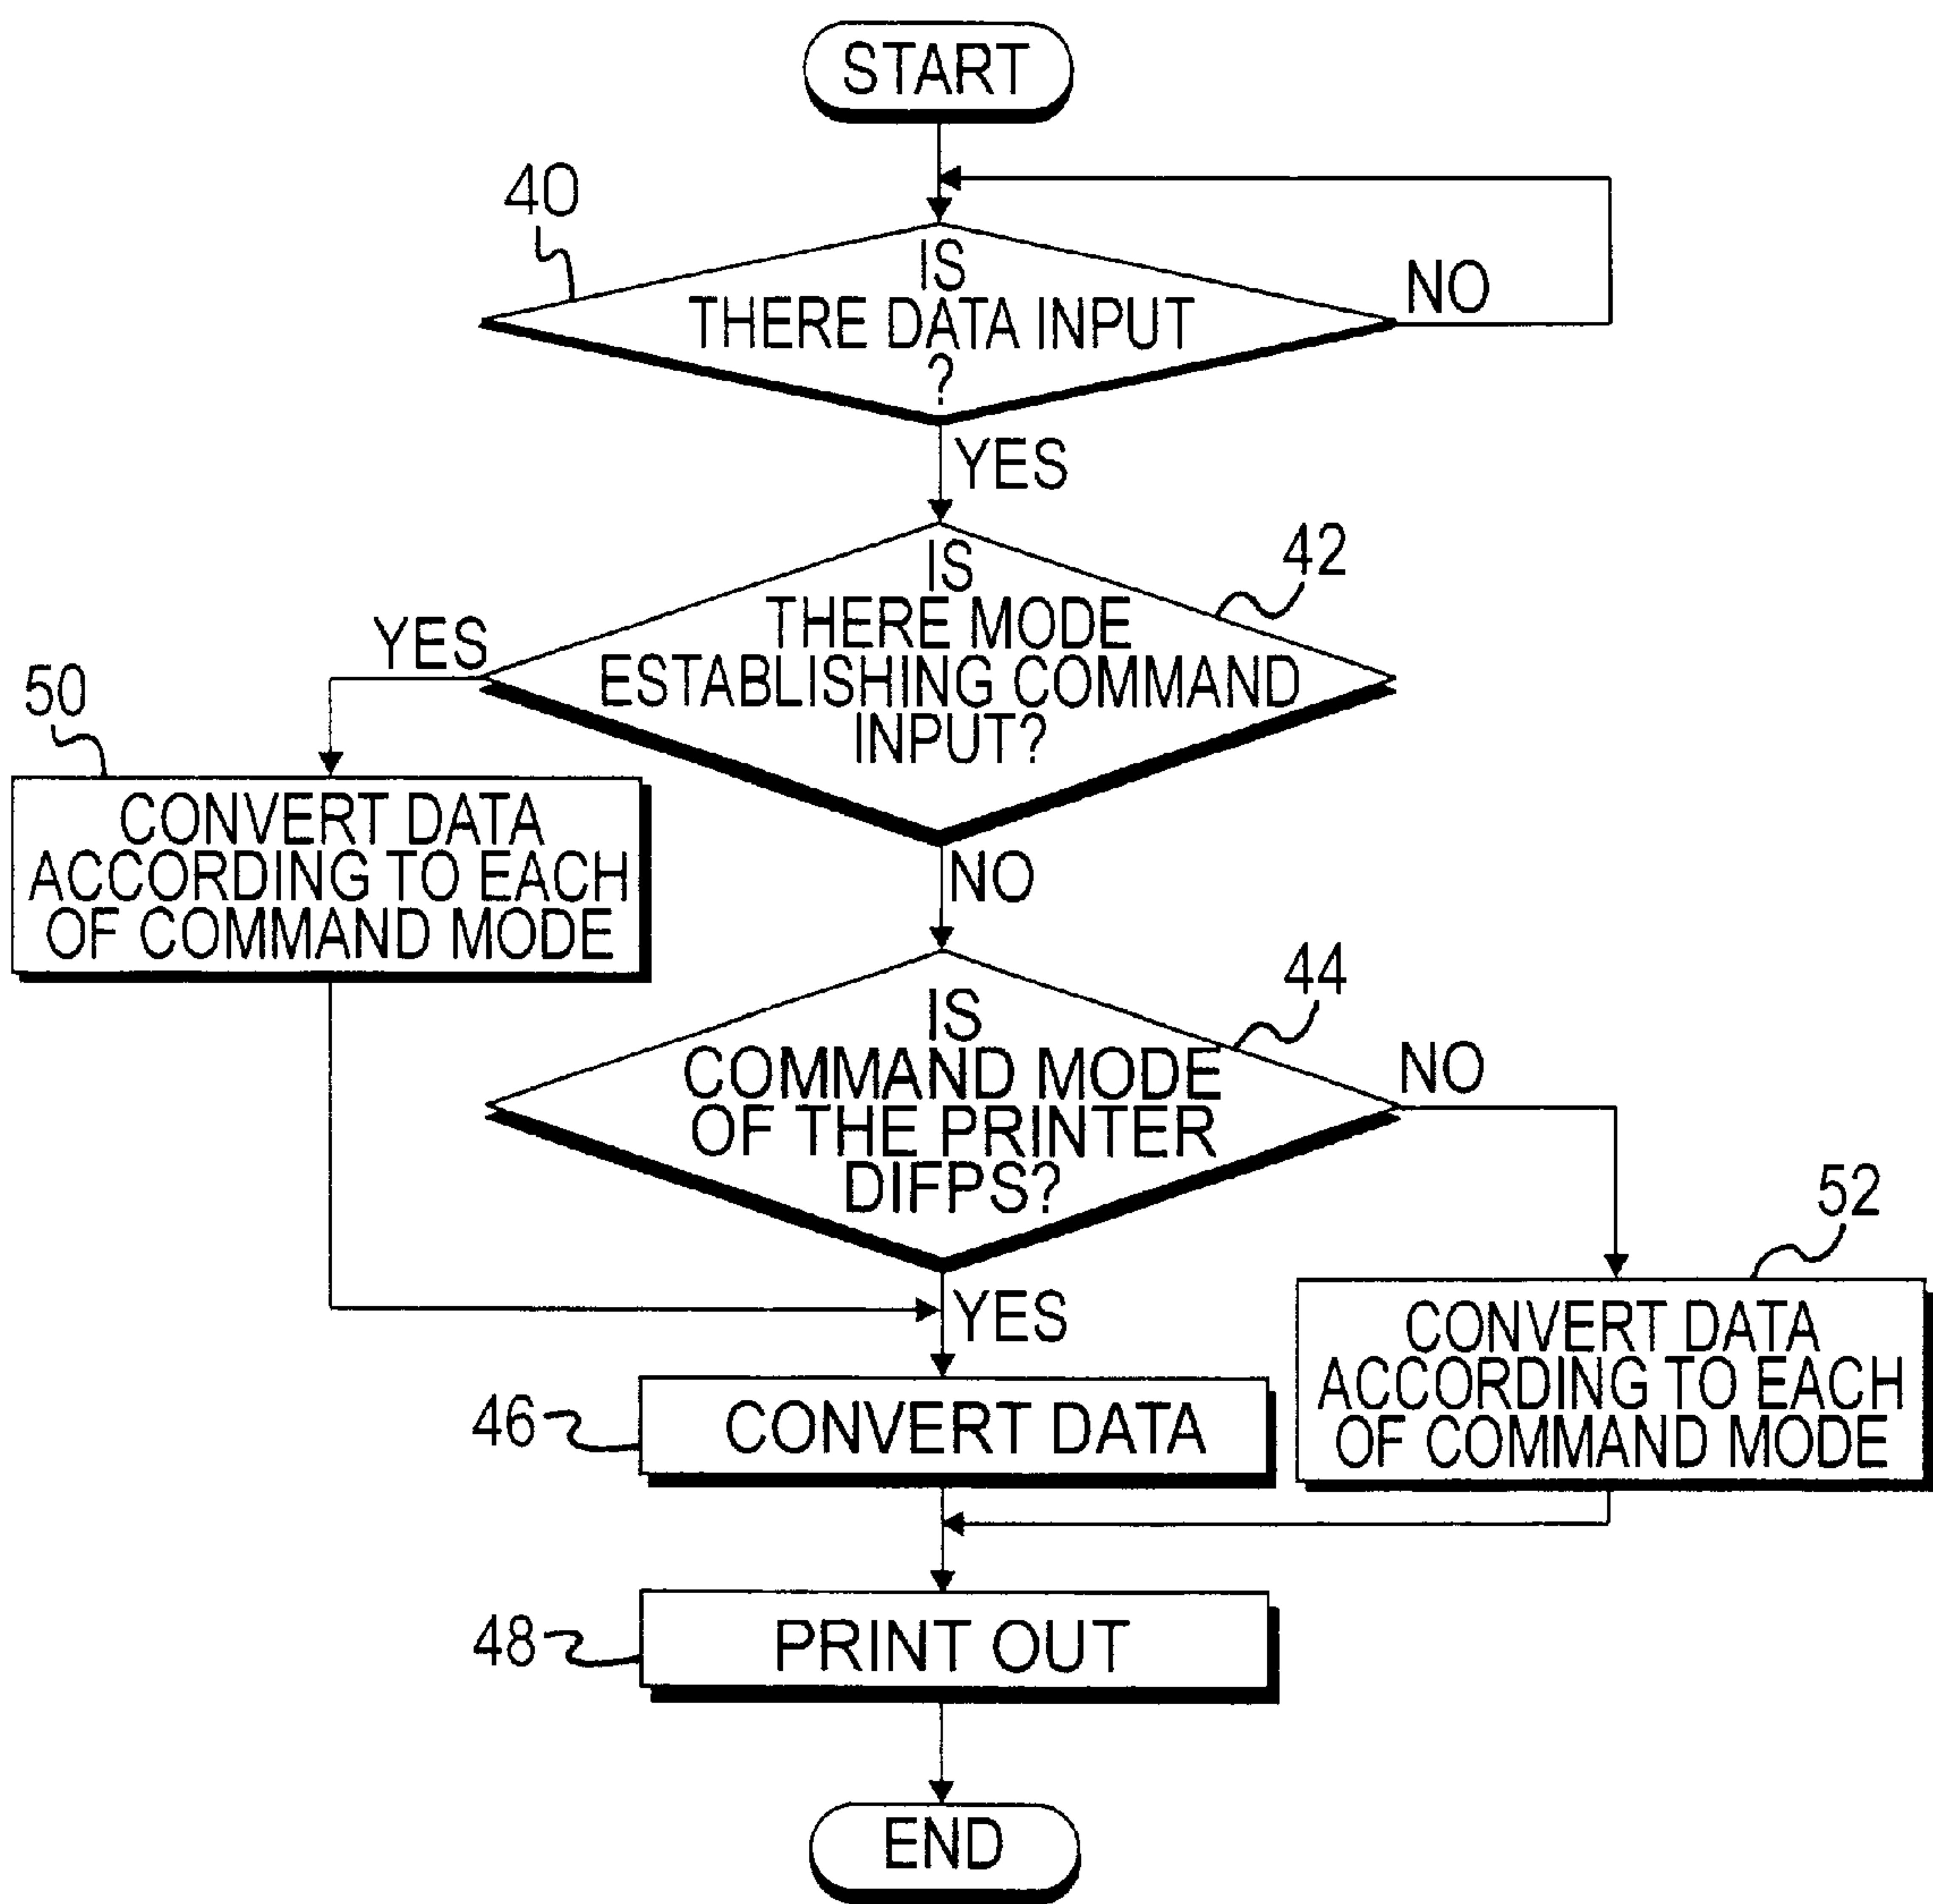 START
40
IS
THERE DATA INPUT
?
NO
YES
42
IS
THERE MODE
ESTABLISHING COMMAND
INPUT?
YES
50
CONVERT DATA
ACCORDING TO EACH
OF COMMAND MODE
NO
44
IS
COMMAND MODE
OF THE PRINTER
DIFPS?
NO
52
YES
CONVERT DATA
ACCORDING TO EACH
OF COMMAND MODE
46
CONVERT DATA
48
PRINT OUT
END